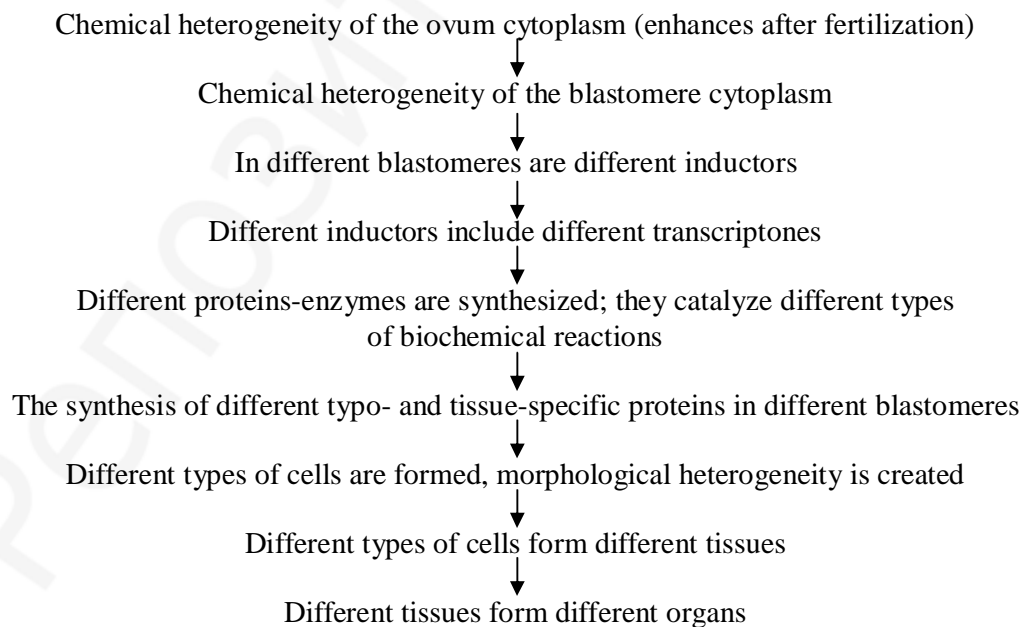 Chemical heterogeneity of the ovum cytoplasm (enhances after fertilization)
Chemical heterogeneity of the blastomere cytoplasm
In different blastomeres are different inductors
Different inductors include different transcriptones
Different proteins-enzymes are synthesized; they catalyze different types
of biochemical reactions
The synthesis of different typo- and tissue-specific proteins in different blastomeres
Different types of cells are formed, morphological heterogeneity is created
Different types of cells form different tissues
Different tissues form different organs
Репозит